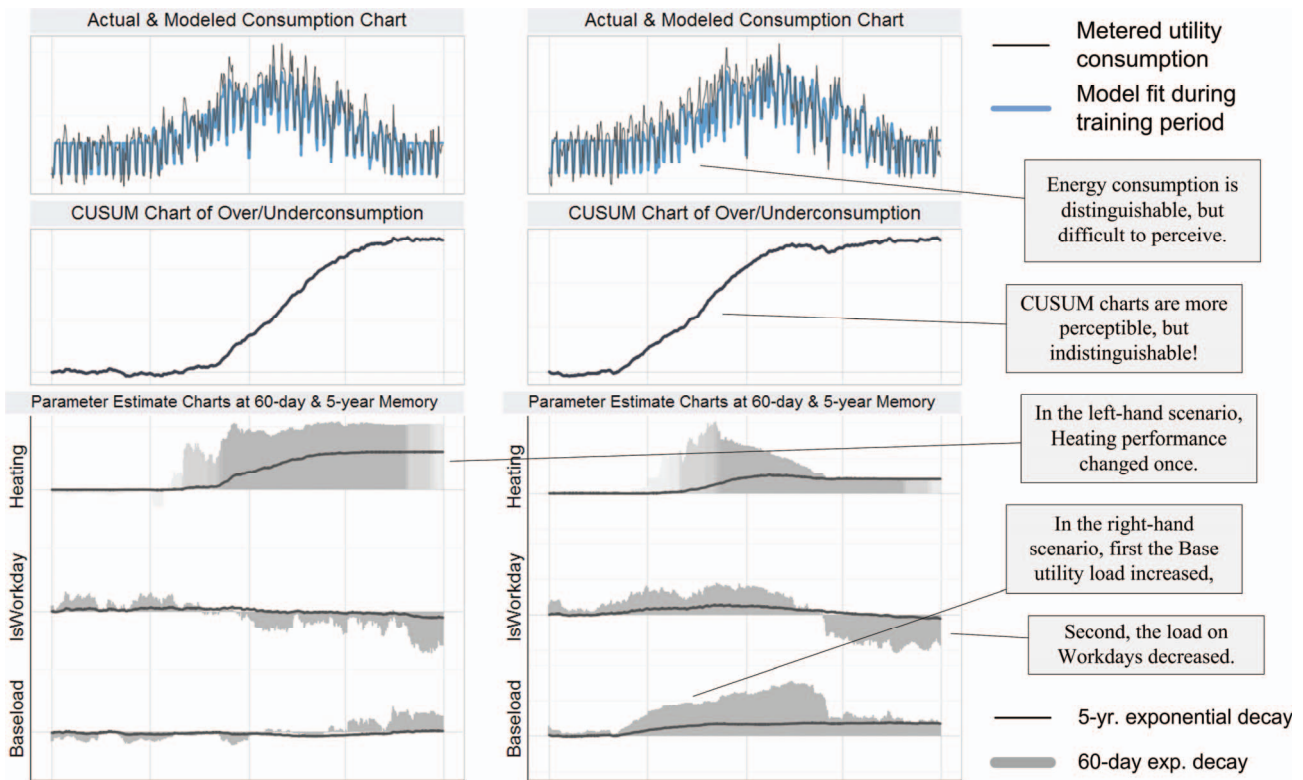 Actual & Modeled Consumption Chart
Actual & Modeled Consumption Chart
Metered utility
consumption
Model fit during
training period
Energy consumption is
distinguishable, but
difficult to perceive.
CUSUM Chart of Over/Underconsumption
CUSUM Chart of Over/Underconsumption
CUSUM charts are more
perceptible, but
indistinguishable!
Parameter Estimate Charts at 60-day & 5-year Memory
Parameter Estimate Charts at 60-day & 5-year Memory
Heating
Heating
In the left-hand scenario,
Heating performance
changed once.
IsWorkday
IsWorkday
In the right-hand
scenario, first the Base
utility load increased,
Second, the load on
Workdays decreased.
Baseload
Baseload
5-yr. exponential decay
60-day exp. decay